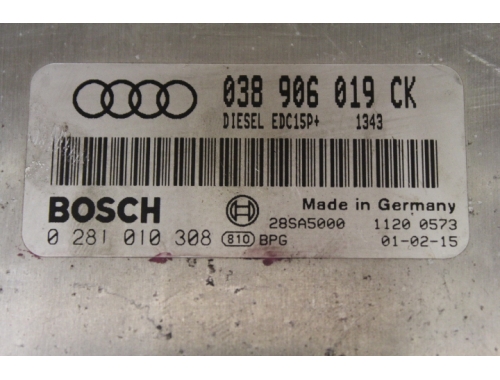 038 906 019 CK
DIESEL EDC15P+ 1343
BOSCH
Made in Germany
0 281 010 308 810 BPG 28SA5000 1120 0573
01-02-15